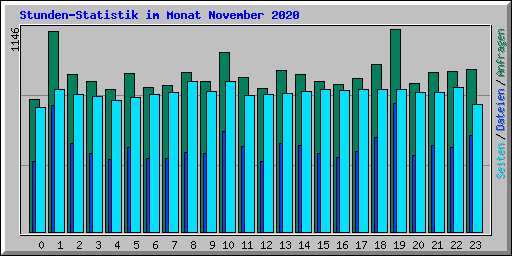 Stunden-Statistik im Monat November 2020
1146
Seiten / Dateien / Anfragen
0 1 2 3 4 5 6 7 8 9 10 11 12 13 14 15 16 17 18 19 20 21 22 23